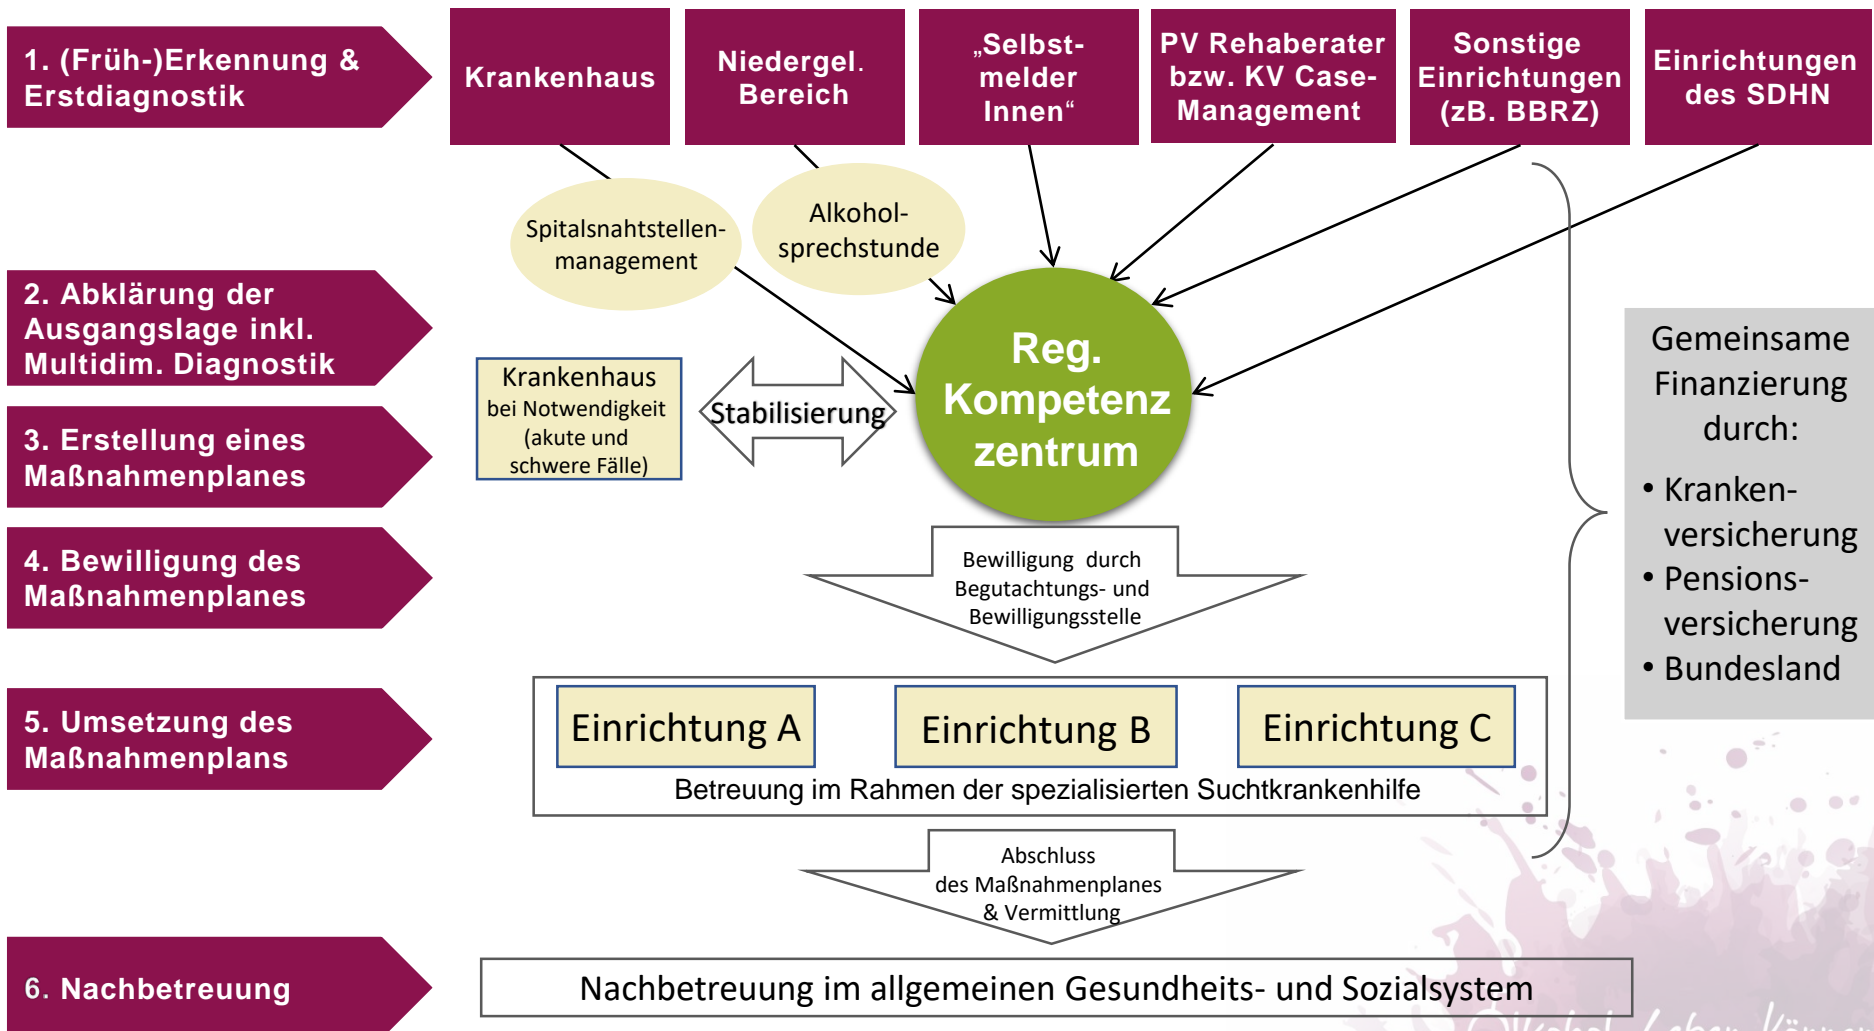 1. (Früh-)Erkennung &
Erstdiagnostik
Krankenhaus
Niedergel.
Bereich
„Selbst-
melder
Innen“
PV Rehaberater
bzw. KV Case-
Management
Sonstige
Einrichtungen
(zB. BBRZ)
Einrichtungen
des SDHN
Spitalsnahtstellen-
management
Alkohol-
sprechstunde
2. Abklärung der
Ausgangslage inkl.
Multidim. Diagnostik
Krankenhaus
bei Notwendigkeit
(akute und
schwere Fälle)
Stabilisierung
Reg.
Kompetenz
zentrum
3. Erstellung eines
Maßnahmenplanes
4. Bewilligung des
Maßnahmenplanes
Bewilligung durch
Begutachtungs- und
Bewilligungsstelle
Gemeinsame
Finanzierung
durch:
• Kranken-
versicherung
• Pensions-
versicherung
• Bundesland
5. Umsetzung des
Maßnahmenplans
Einrichtung A
Einrichtung B
Einrichtung C
Betreuung im Rahmen der spezialisierten Suchtkrankenhilfe
Abschluss
des Maßnahmenplanes
& Vermittlung
6. Nachbetreuung
Nachbetreuung im allgemeinen Gesundheits- und Sozialsystem
Leben